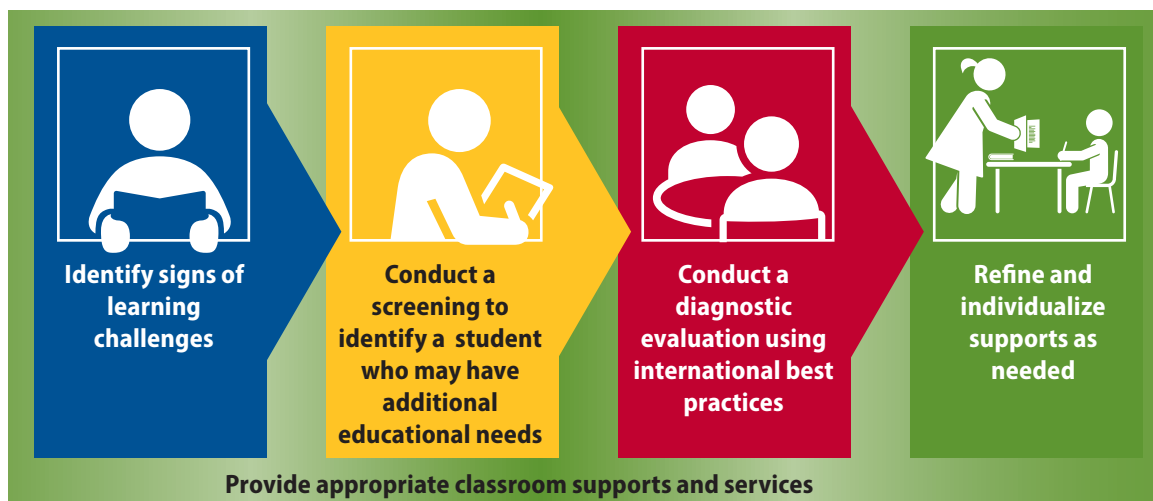 Identify signs of
learning
challenges
Conduct a
screening to
identify a student
who may have
additional
educational needs
Conduct a
diagnostic
evaluation using
international best
practices
Refine and
individualize
supports as
needed
Provide appropriate classroom supports and services